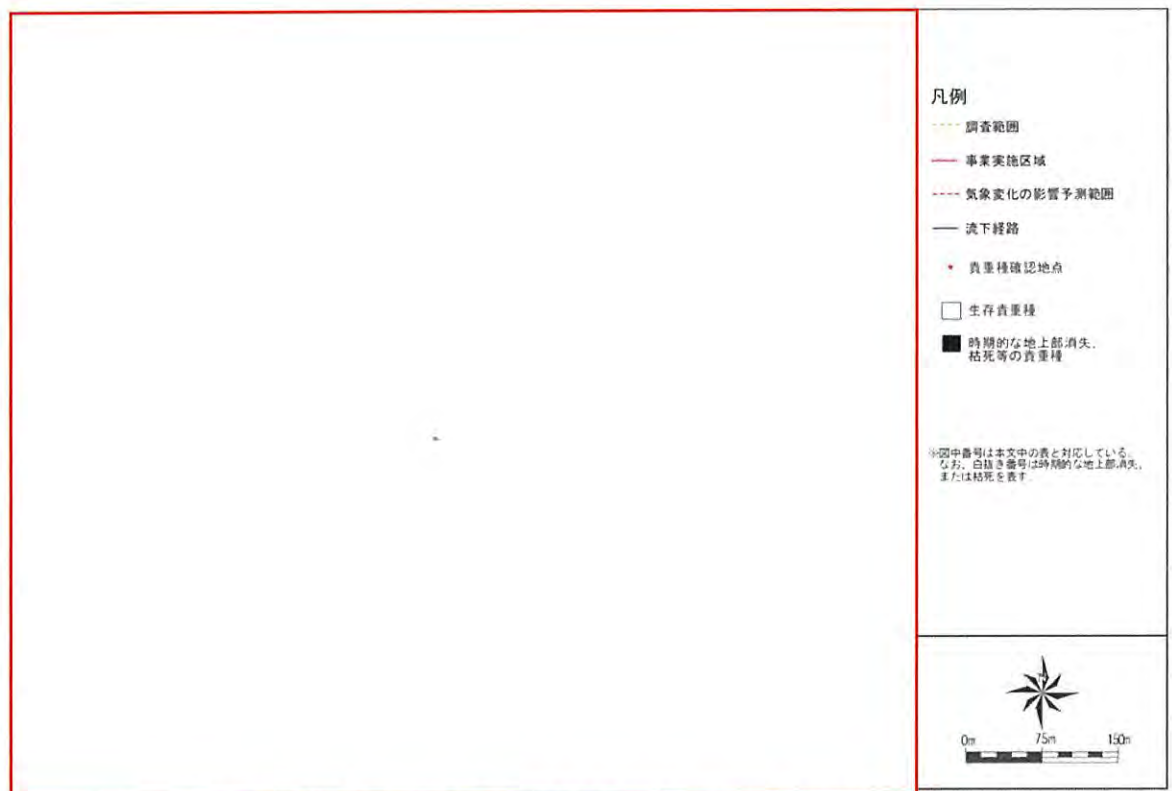 凡例
調査範囲
事業実施区域
気象変化の影響予測範囲
流下経路
貴重種確認地点
生存貴重種
時期的な地上部消失、
枯死等の貴重種
※図中番号は本文中の表と対応している。
なお、白抜き番号は時期的な地上部消失、
または枯死を表す
N
0m 75m 150m